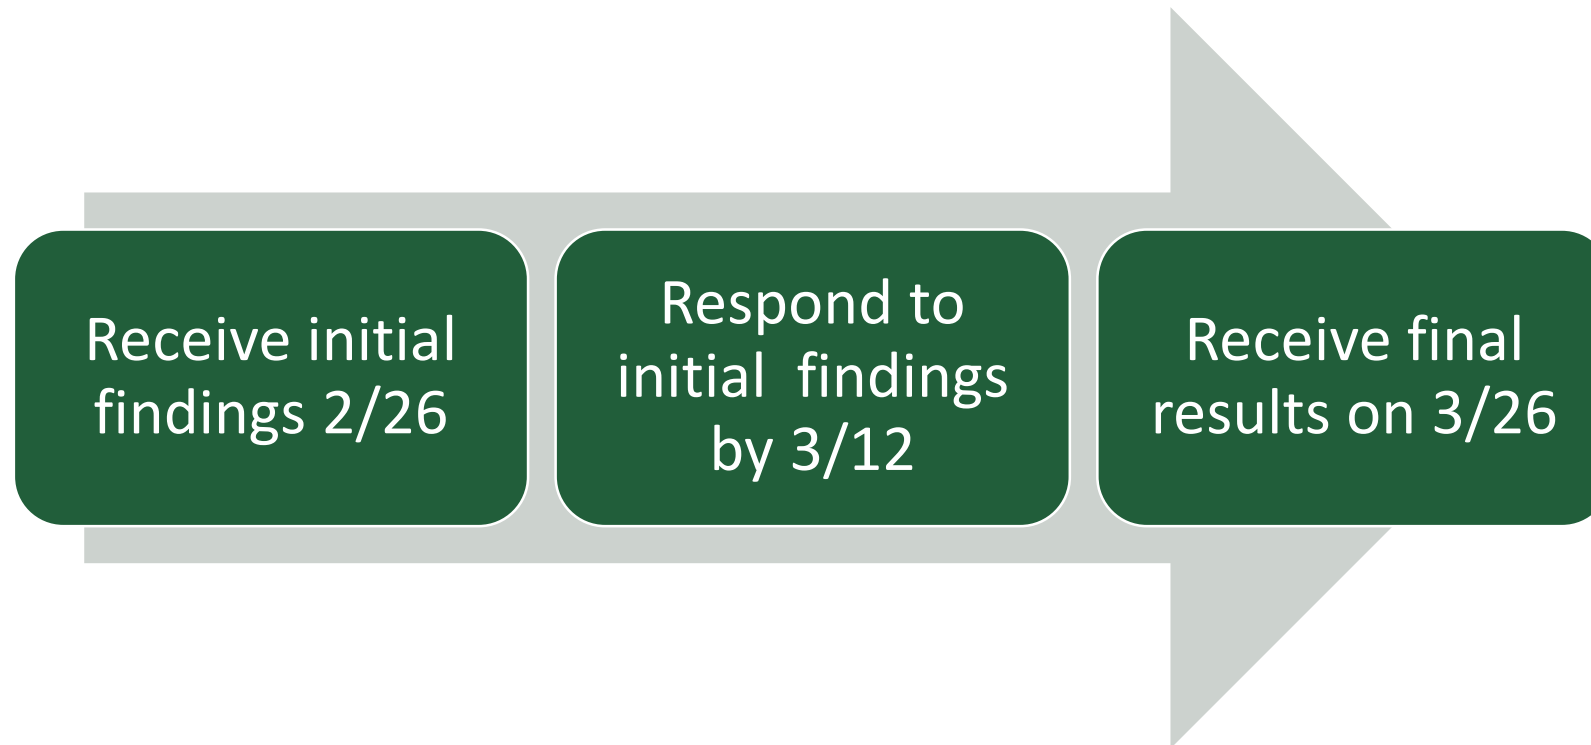 Receive initial
findings 2/26
Respond to
initial  findings
by 3/12
Receive final
results on 3/26